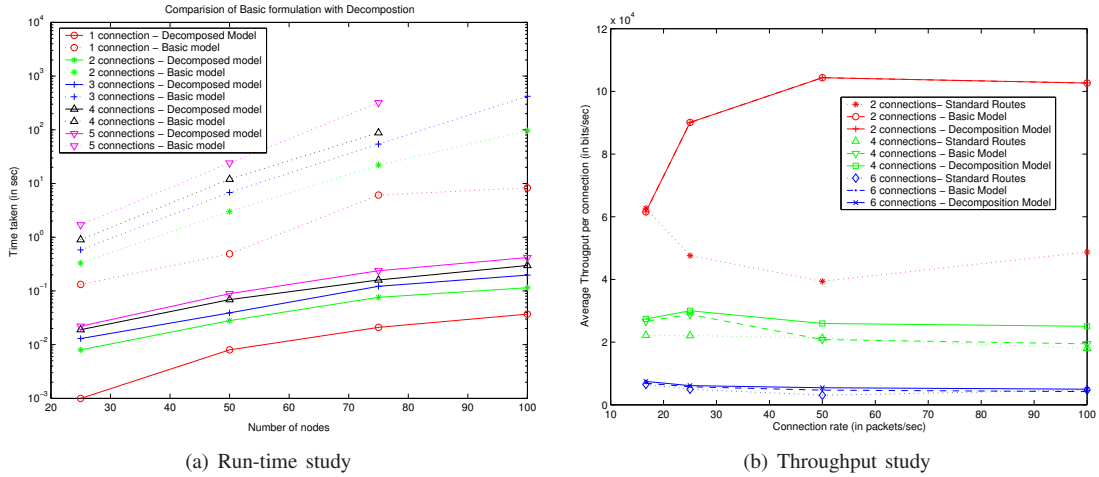 Comparision of Basic formulation with Decompostion
10^4
10^3
10^2
10^1
10^0
10^−1
10^−2
10^−3
Time taken (in sec)
1 connection − Decomposed Model
1 connection − Basic model
2 connections − Decomposed model
2 connections − Basic model
3 connections − Decomposed model
3 connections − Basic model
4 connections − Decomposed model
4 connections − Basic model
5 connections − Decomposed model
5 connections − Basic model
20 30 40 50 60 70 80 90 100
Number of nodes
(a) Run-time study
x 10^4
12
10
8
6
4
2
0
Average Througput per connection (in bits/sec)
2 connections− Standard Routes
2 connections− Basic Model
2 connections− Decomposition Model
4 connections− Standard Routes
4 connections− Basic Model
4 connections− Decomposition Model
6 connections− Standard Routes
6 connections− Basic Model
6 connections− Decomposition Model
10 20 30 40 50 60 70 80 90 100
Connection rate (in packets/sec)
(b) Throughput study